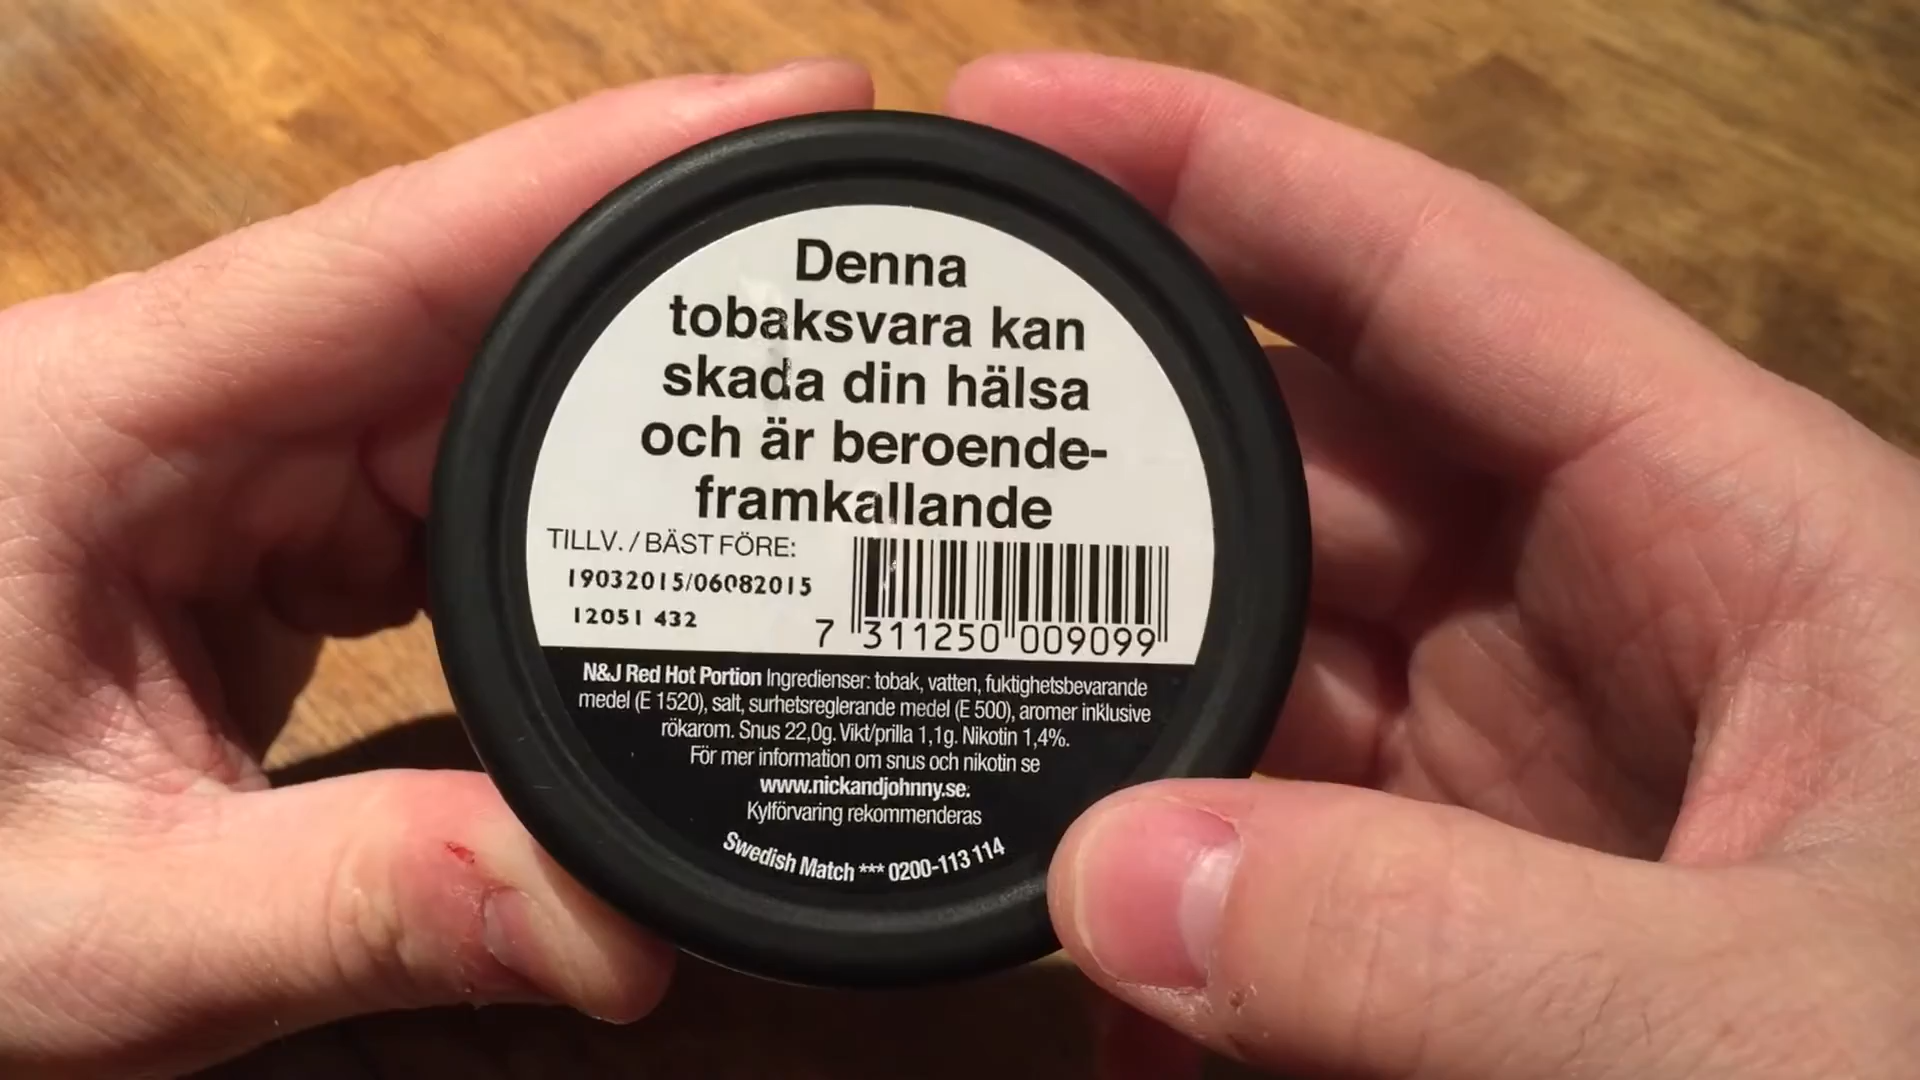 Denna
tobaksvara kan
skada din hälsa
och är beroende-
framkallande
TILLV. / BÄST FÖRE:
19032015/06082015
12051 432
7 311250 009099
N&J Red Hot Portion Ingredienser: tobak, vatten, fuktighetsbevarande
medel (E 1520), salt, surhetsreglerande medel (E 500), aromer inklusive
rökarom. Snus 22,0g. Vikt/prilla 1,1g. Nikotin 1,4%.
För mer information om snus och nikotin se
www.nickandjohnny.se.
Kylförvaring rekommenderas
Swedish Match *** 0200-113 114